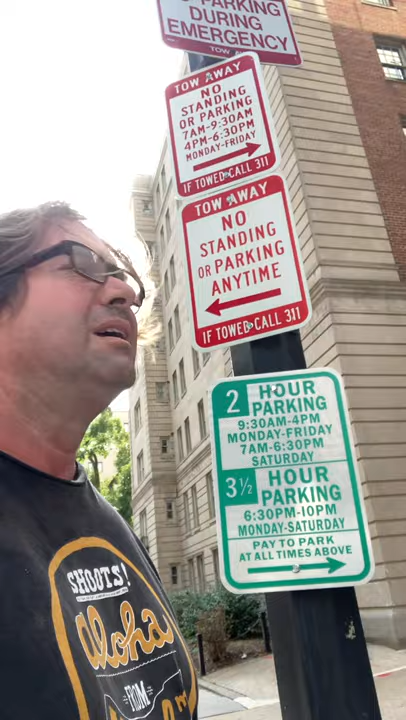 NO PARKING
DURING
EMERGENCY
TOW
TOW AWAY
NO
STANDING
OR PARKING
7AM-9:30AM
4PM-6:30PM
MONDAY-FRIDAY
IF TOWED CALL 311
TOW AWAY
NO
STANDING
OR PARKING
ANYTIME
IF TOWED CALL 311
2 HOUR
PARKING
9:30AM-4PM
MONDAY-FRIDAY
7AM-6:30PM
SATURDAY
3½ HOUR
PARKING
6:30PM-10PM
MONDAY-SATURDAY
PAY TO PARK
AT ALL TIMES ABOVE
SHOOTS!
Aloha
FROM